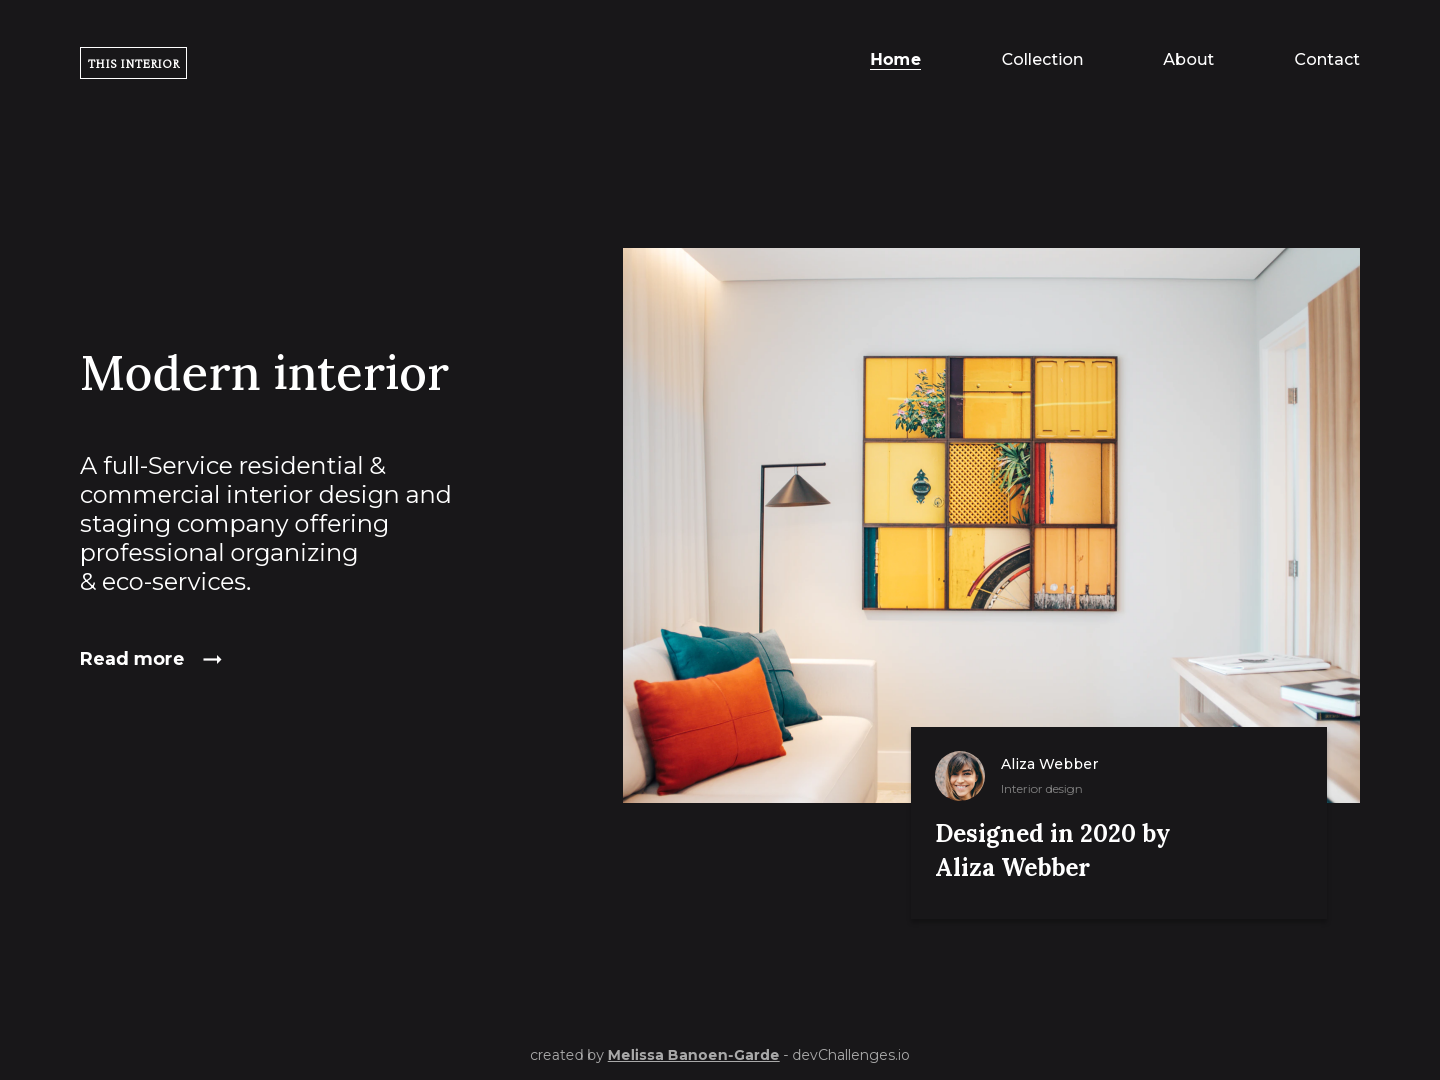 THIS INTERIOR
Home
Collection
About
Contact
Modern interior
A full-Service residential &
commercial interior design and
staging company offering
professional organizing
& eco-services.
Read more
Aliza Webber
Interior design
Designed in 2020 by
Aliza Webber
created by Melissa Banoen-Garde - devChallenges.io